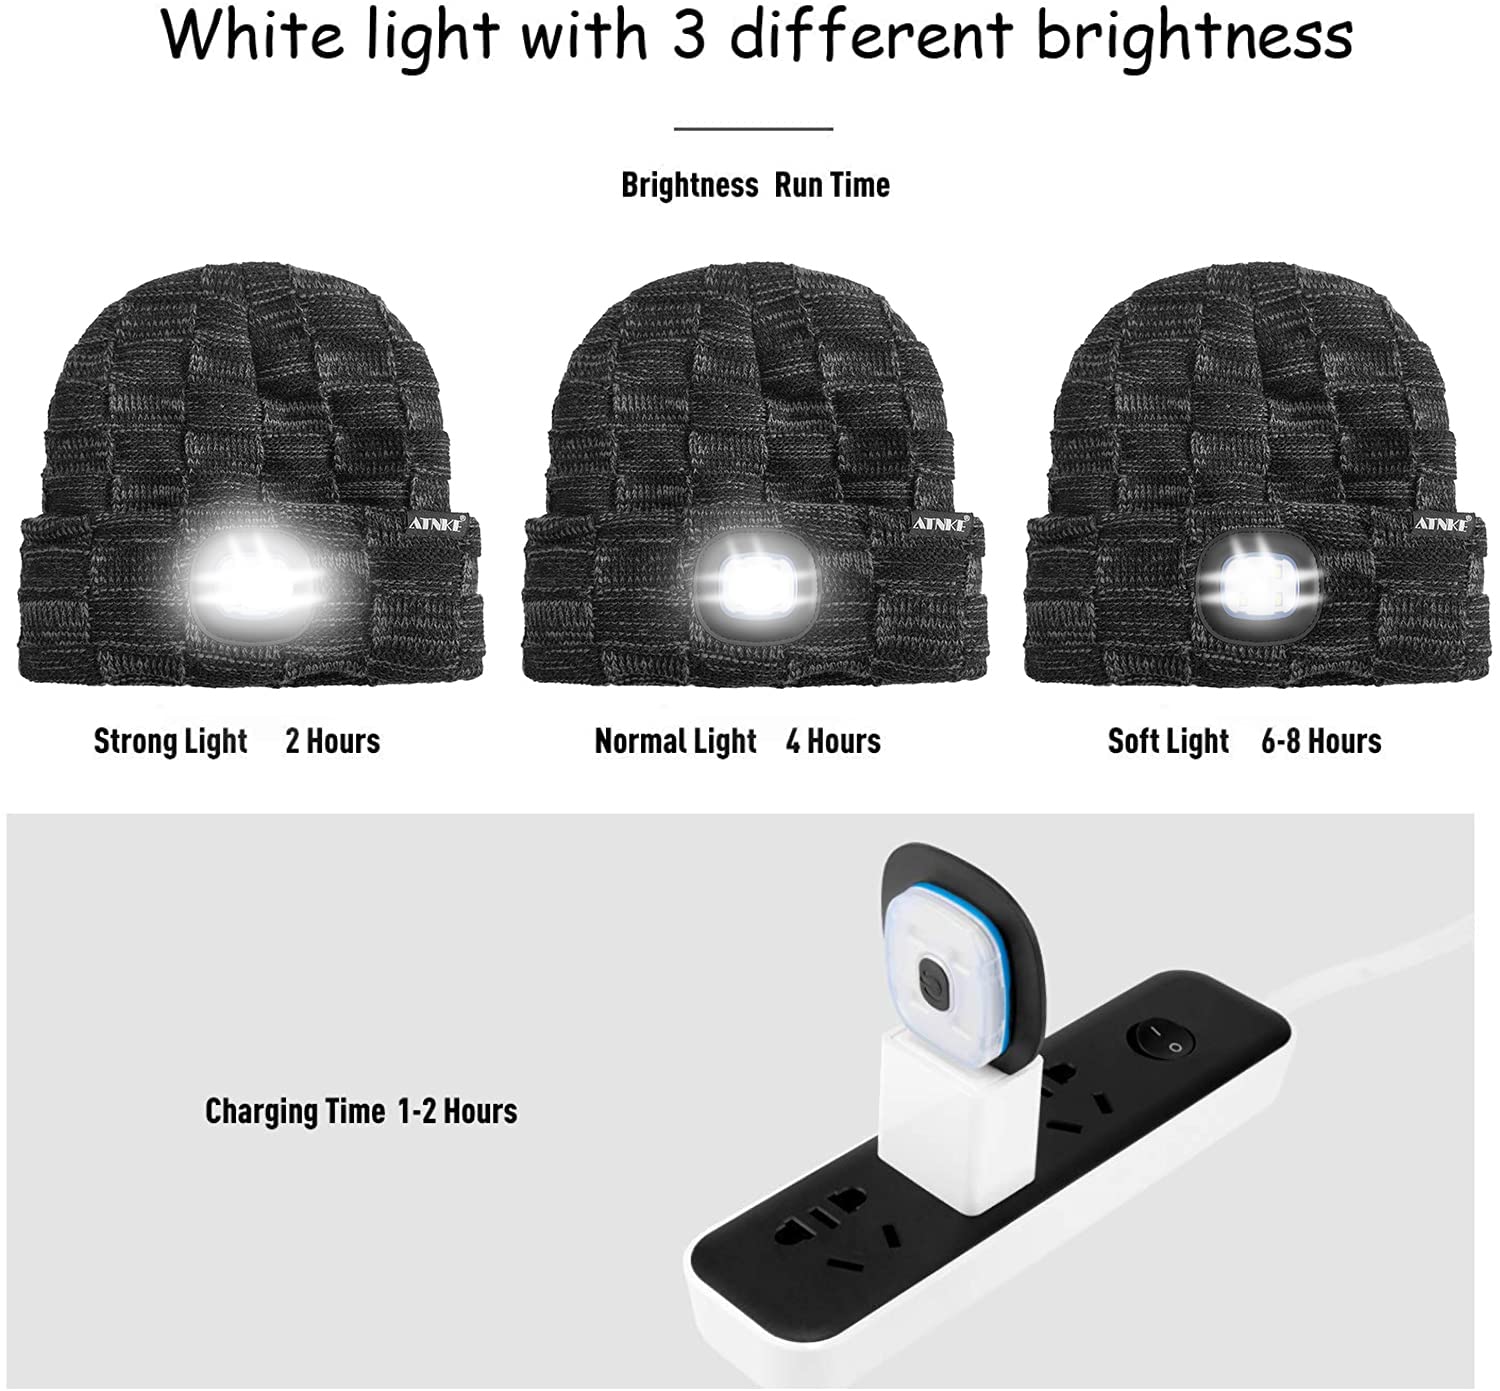 White light with 3 different brightness
Brightness Run Time
ATNKE®
ATNKE®
ATNKE®
Strong Light 2 Hours
Normal Light 4 Hours
Soft Light 6-8 Hours
Charging Time 1-2 Hours